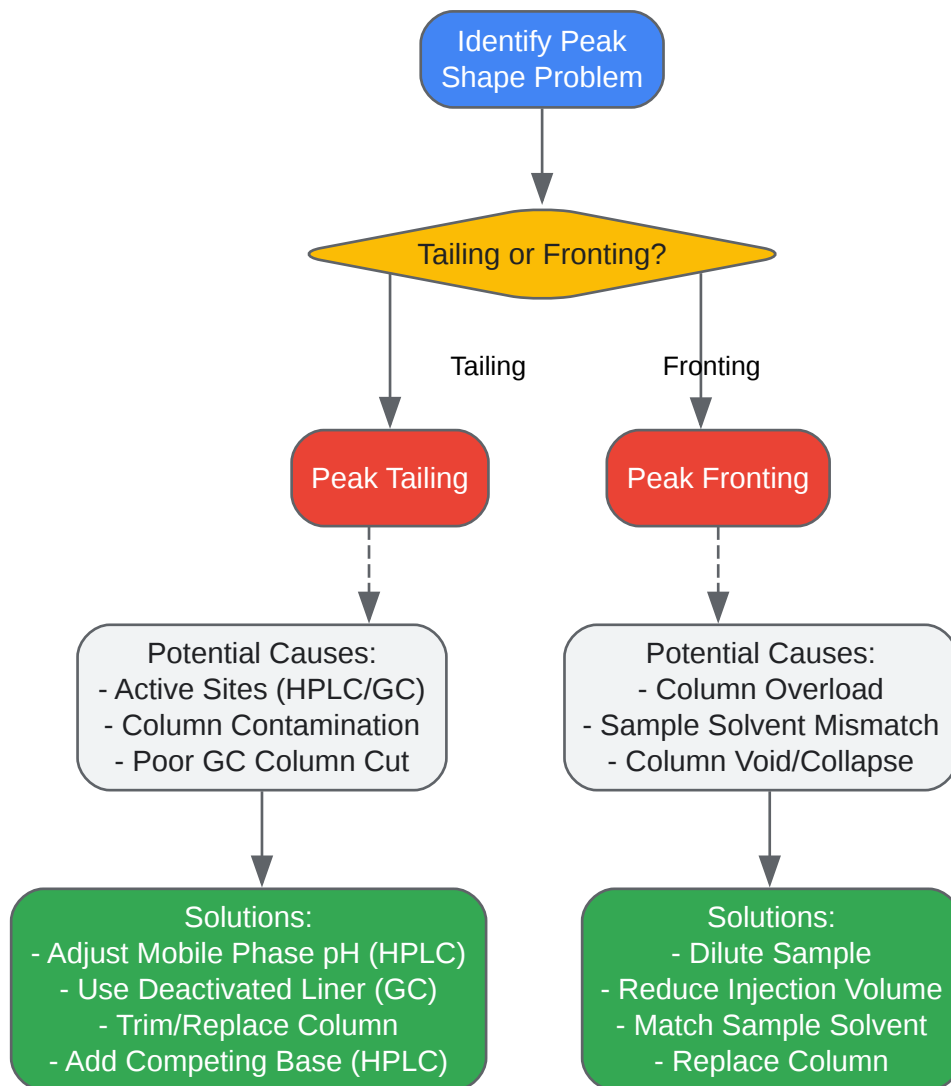 Identify Peak
Shape Problem
Tailing or Fronting?
Tailing
Fronting
Peak Tailing
Peak Fronting
Potential Causes:
- Active Sites (HPLC/GC)
- Column Contamination
- Poor GC Column Cut
Potential Causes:
- Column Overload
- Sample Solvent Mismatch
- Column Void/Collapse
Solutions:
- Adjust Mobile Phase pH (HPLC)
- Use Deactivated Liner (GC)
- Trim/Replace Column
- Add Competing Base (HPLC)
Solutions:
- Dilute Sample
- Reduce Injection Volume
- Match Sample Solvent
- Replace Column